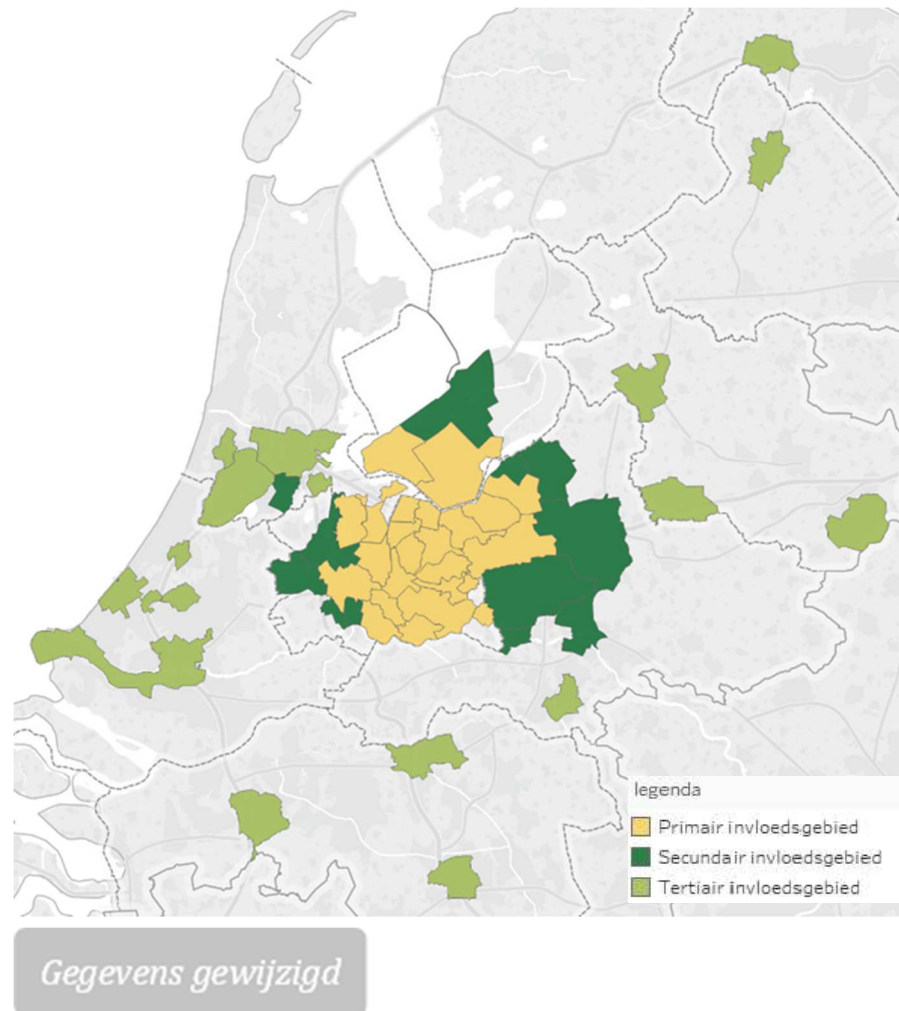 legenda
Primair invloedsgebied
Secundair invloedsgebied
Tertiair invloedsgebied
Gegevens gewijzigd